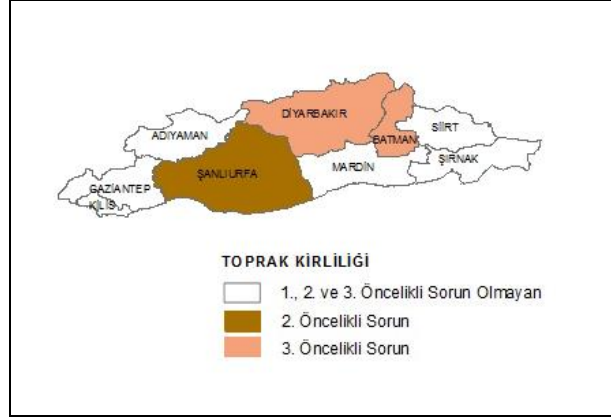 DİYARBAKIR
ADIYAMAN
SİİRT
BATMAN
ŞIRNAK
MARDİN
ŞANLIURFA
GAZİANTEP
KİLİS
TOPRAK KİRLİLİĞİ
1., 2. ve 3. Öncelikli Sorun Olmayan
2. Öncelikli Sorun
3. Öncelikli Sorun